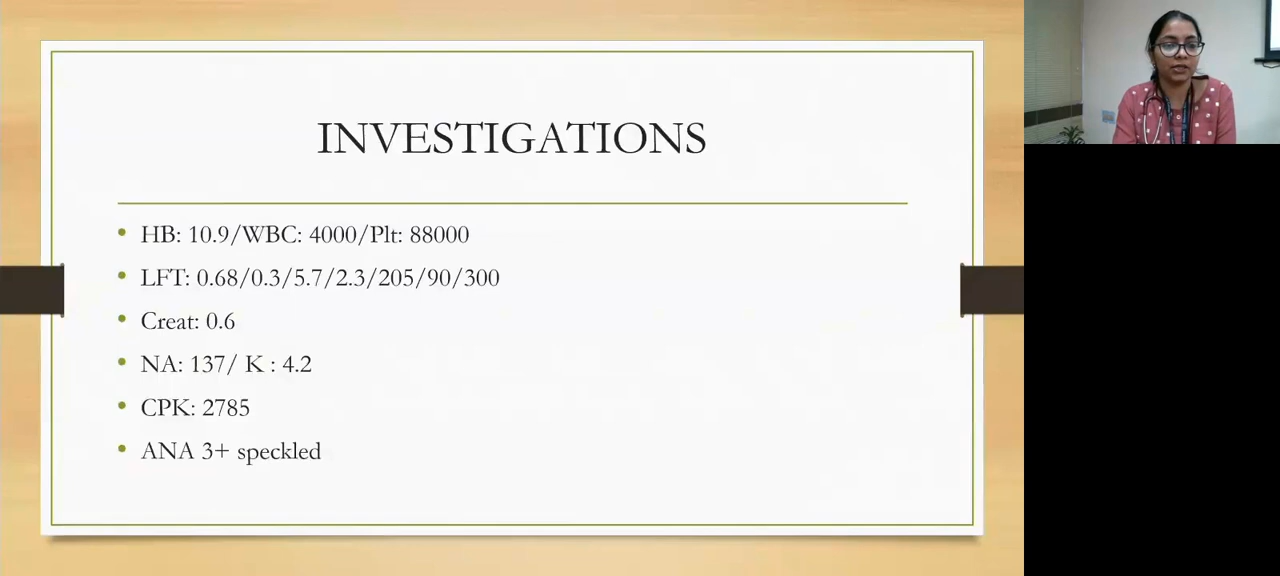 INVESTIGATIONS
• HB: 10.9/WBC: 4000/Plt: 88000
• LFT: 0.68/0.3/5.7/2.3/205/90/300
• Creat: 0.6
• NA: 137/ K : 4.2
• CPK: 2785
• ANA 3+ speckled